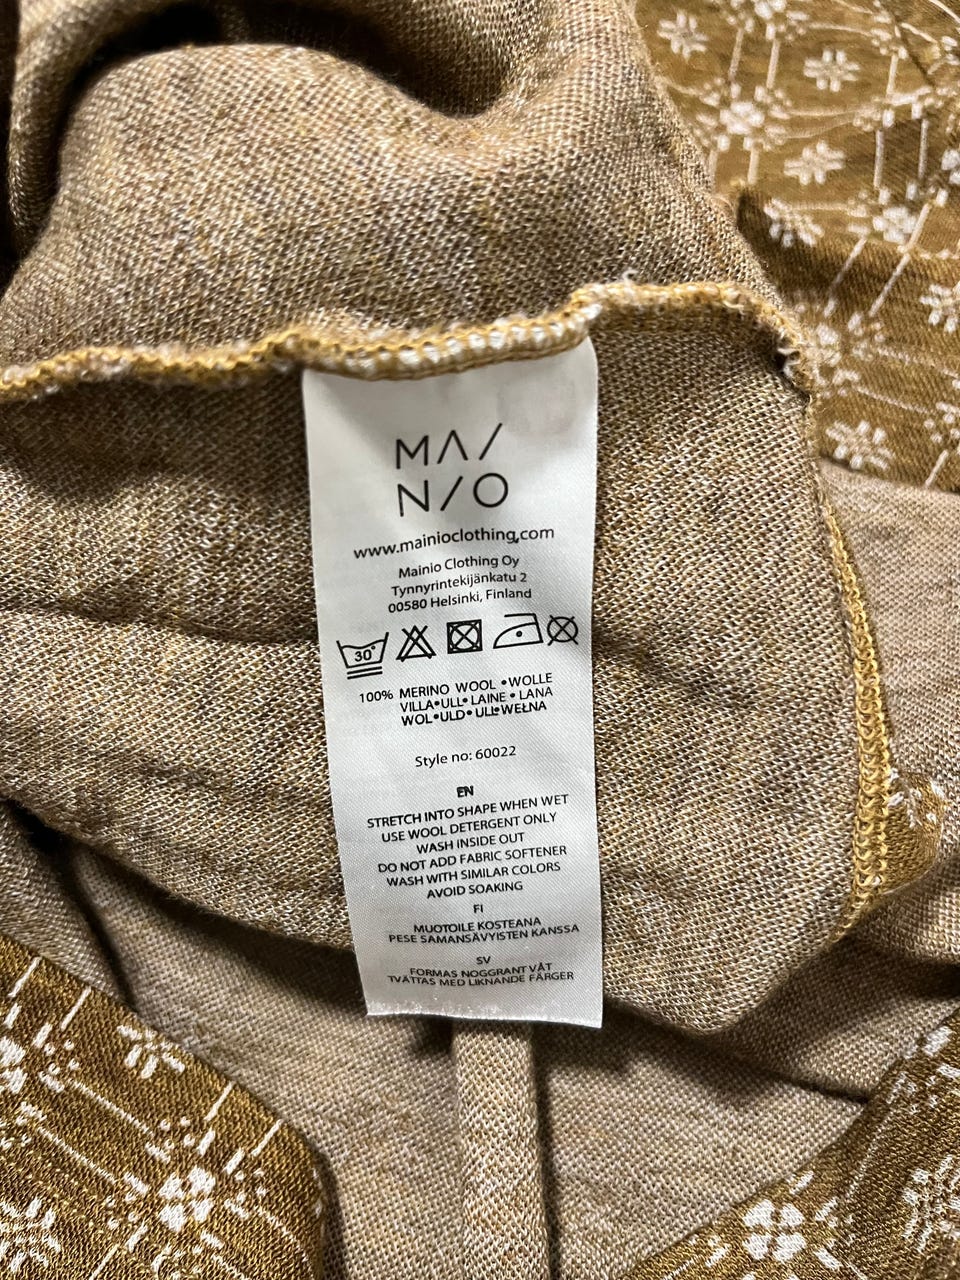 MAI
NIO
www.mainioclothing.com
Mainio Clothing Oy
Tynnyrintekijänkatu 2
00580 Helsinki, Finland
30°
100% MERINO WOOL •WOLLE
VILLA•ULL•LAINE • LANA
WOL•ULD•ULL•WEŁNA
Style no: 60022
EN
STRETCH INTO SHAPE WHEN WET
USE WOOL DETERGENT ONLY
WASH INSIDE OUT
DO NOT ADD FABRIC SOFTENER
WASH WITH SIMILAR COLORS
AVOID SOAKING
FI
MUOTOILE KOSTEANA
PESE SAMANSÄVYISTEN KANSSA
SV
FORMAS NOGGRANT VÅT
TVÄTTAS MED LIKNANDE FÄRGER